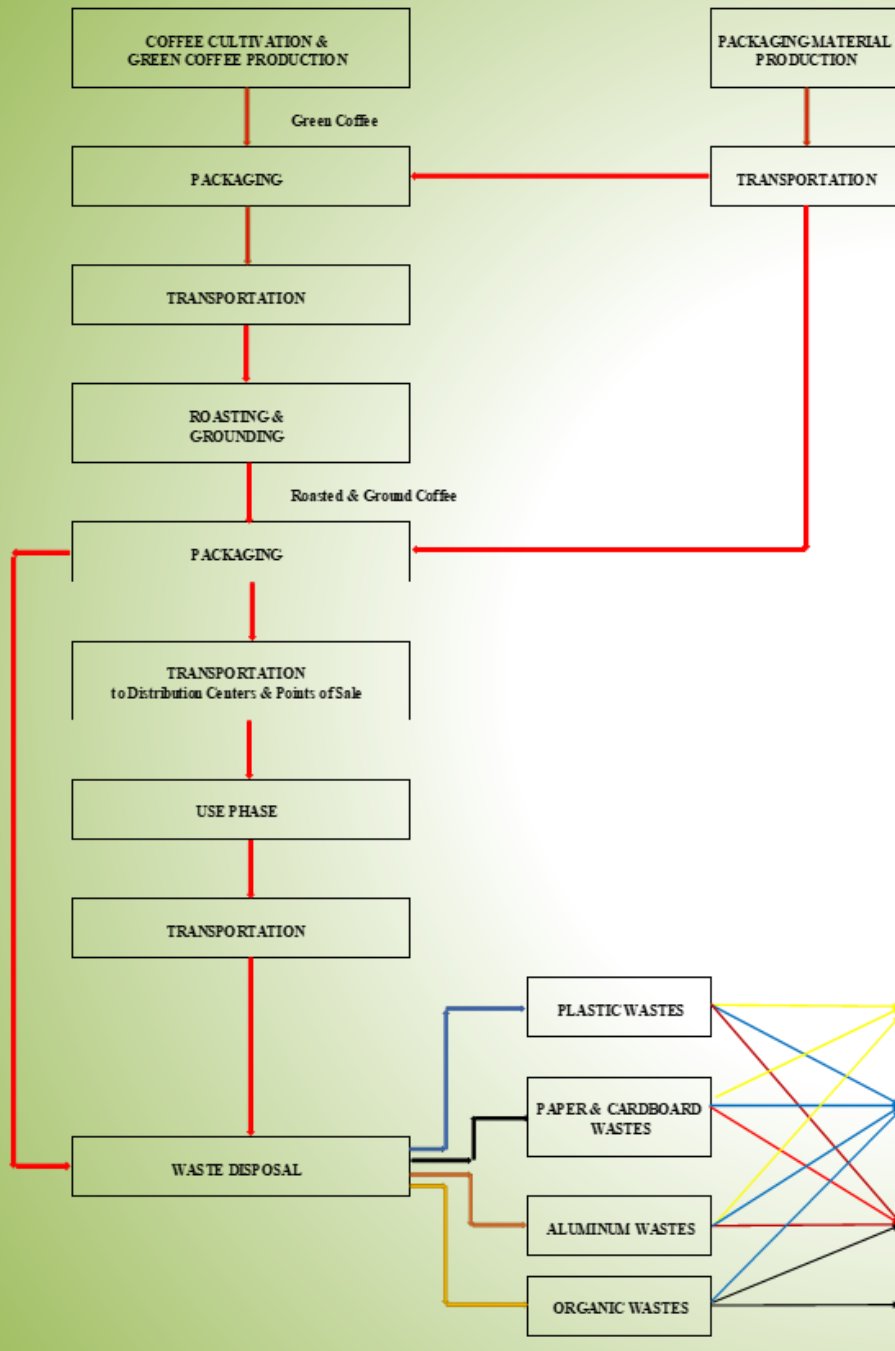 COFFEE CULTIVATION &
GREEN COFFEE PRODUCTION
PACKAGING MATERIAL
PRODUCTION
Green Coffee
PACKAGING
TRANSPORTATION
TRANSPORTATION
ROASTING &
GROUNDING
Roasted & Ground Coffee
PACKAGING
TRANSPORTATION
to Distribution Centers & Points of Sale
USE PHASE
TRANSPORTATION
PLASTIC WASTES
PAPER & CARDBOARD
WASTES
WASTE DISPOSAL
ALUMINUM WASTES
ORGANIC WASTES